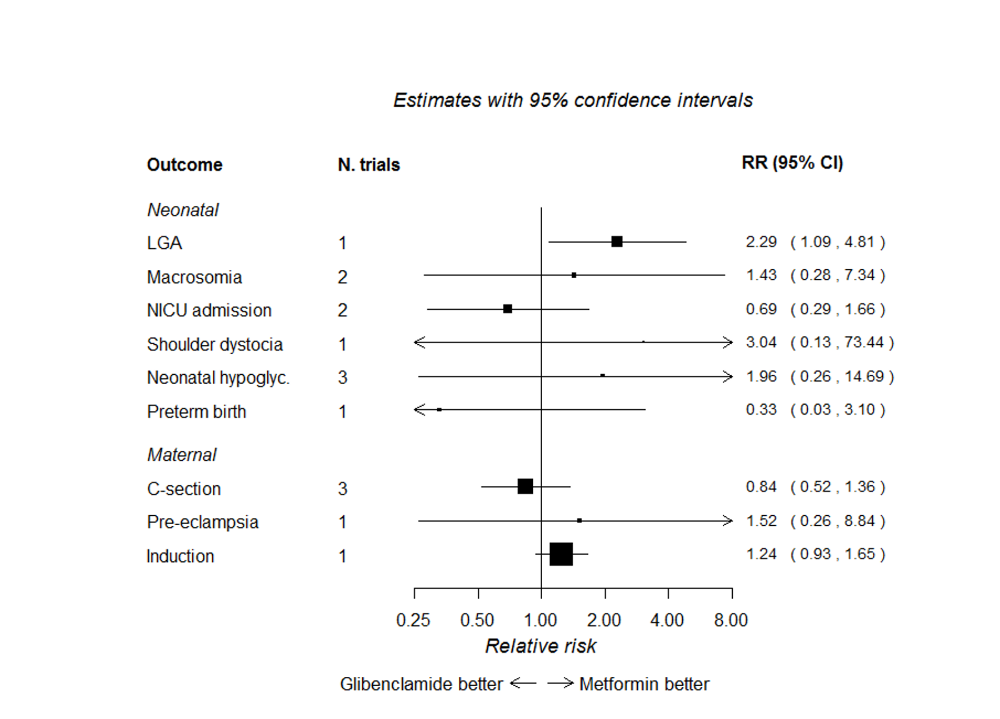 Estimates with 95% confidence intervals
Outcome N. trials RR (95% CI)
Neonatal
LGA 1 2.29 ( 1.09 , 4.81 )
Macrosomia 2 1.43 ( 0.28 , 7.34 )
NICU admission 2 0.69 ( 0.29 , 1.66 )
Shoulder dystocia 1 3.04 ( 0.13 , 73.44 )
Neonatal hypoglyc. 3 1.96 ( 0.26 , 14.69 )
Preterm birth 1 0.33 ( 0.03 , 3.10 )
Maternal
C-section 3 0.84 ( 0.52 , 1.36 )
Pre-eclampsia 1 1.52 ( 0.26 , 8.84 )
Induction 1 1.24 ( 0.93 , 1.65 )
0.25 0.50 1.00 2.00 4.00 8.00
Relative risk
Glibenclamide better Metformin better